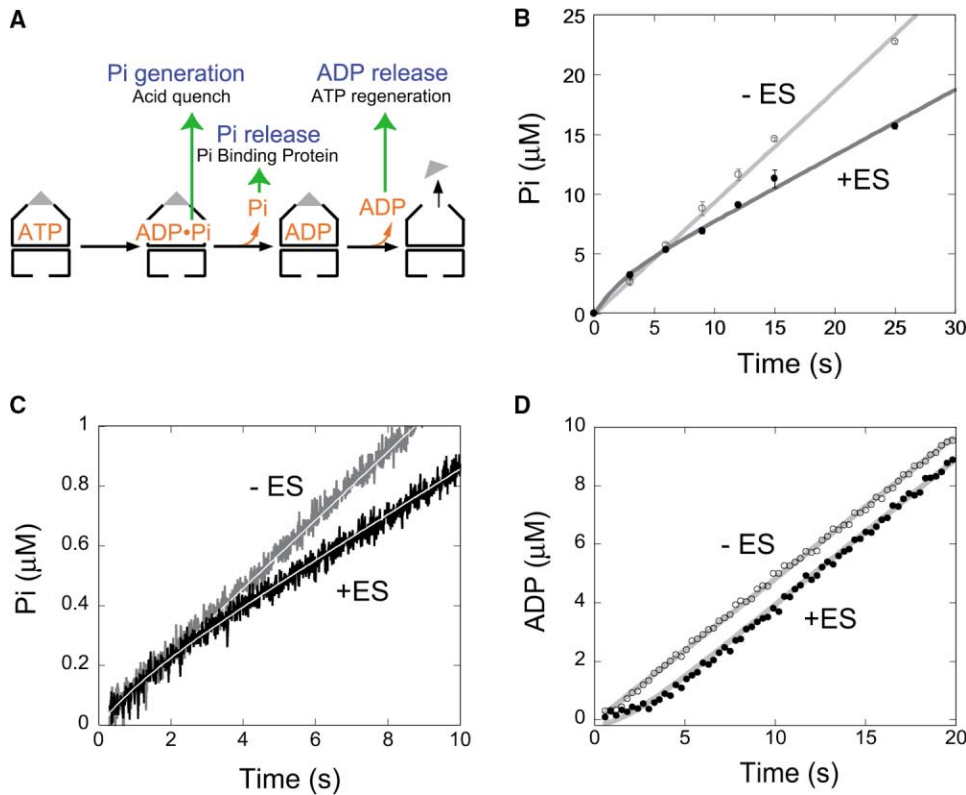 A
Pi generation
Acid quench
ADP release
ATP regeneration
Pi release
Pi Binding Protein
Pi
ADP
ATP
ADP•Pi
ADP
B
Pi (μM)
25
20
15
10
5
0
- ES
+ES
0 5 10 15 20 25 30
Time (s)
C
Pi (μM)
1
0.8
0.6
0.4
0.2
0
- ES
+ES
0 2 4 6 8 10
Time (s)
D
ADP (μM)
10
8
6
4
2
0
- ES
+ES
0 5 10 15 20
Time (s)